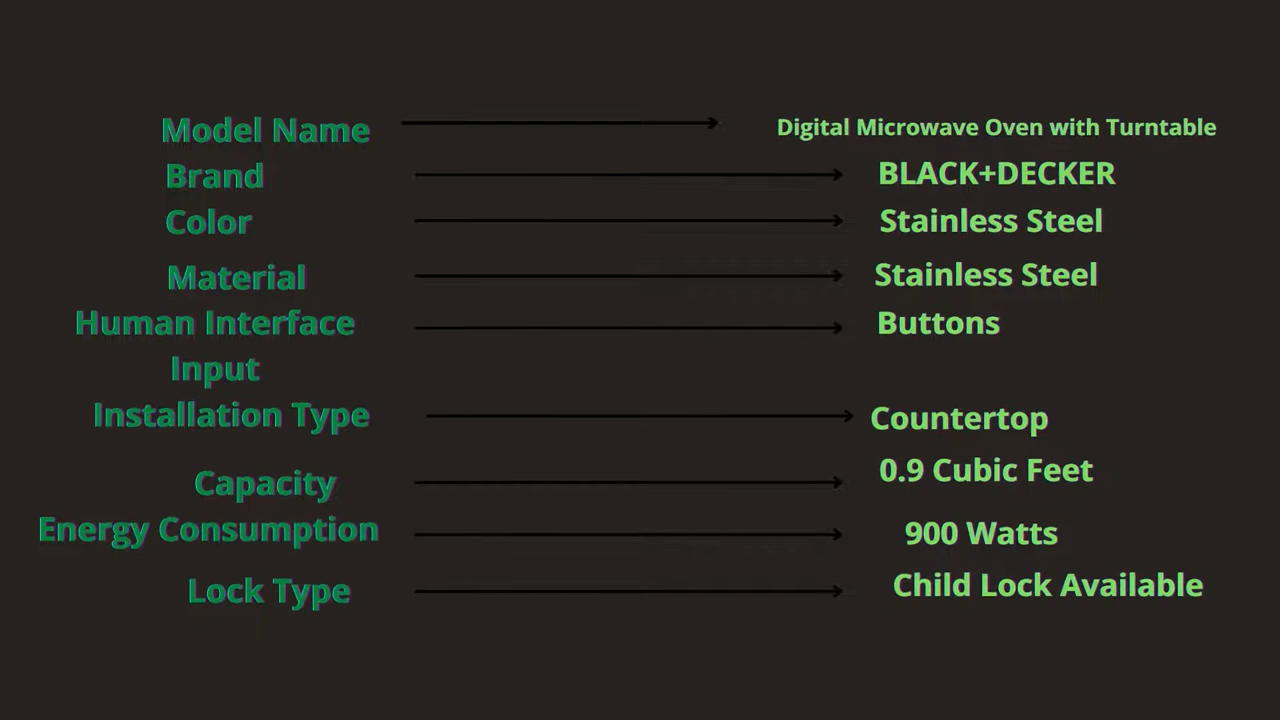 Model Name Digital Microwave Oven with Turntable
Brand BLACK+DECKER
Color Stainless Steel
Material Stainless Steel
Human Interface Buttons
Input
Installation Type Countertop
Capacity 0.9 Cubic Feet
Energy Consumption 900 Watts
Lock Type Child Lock Available